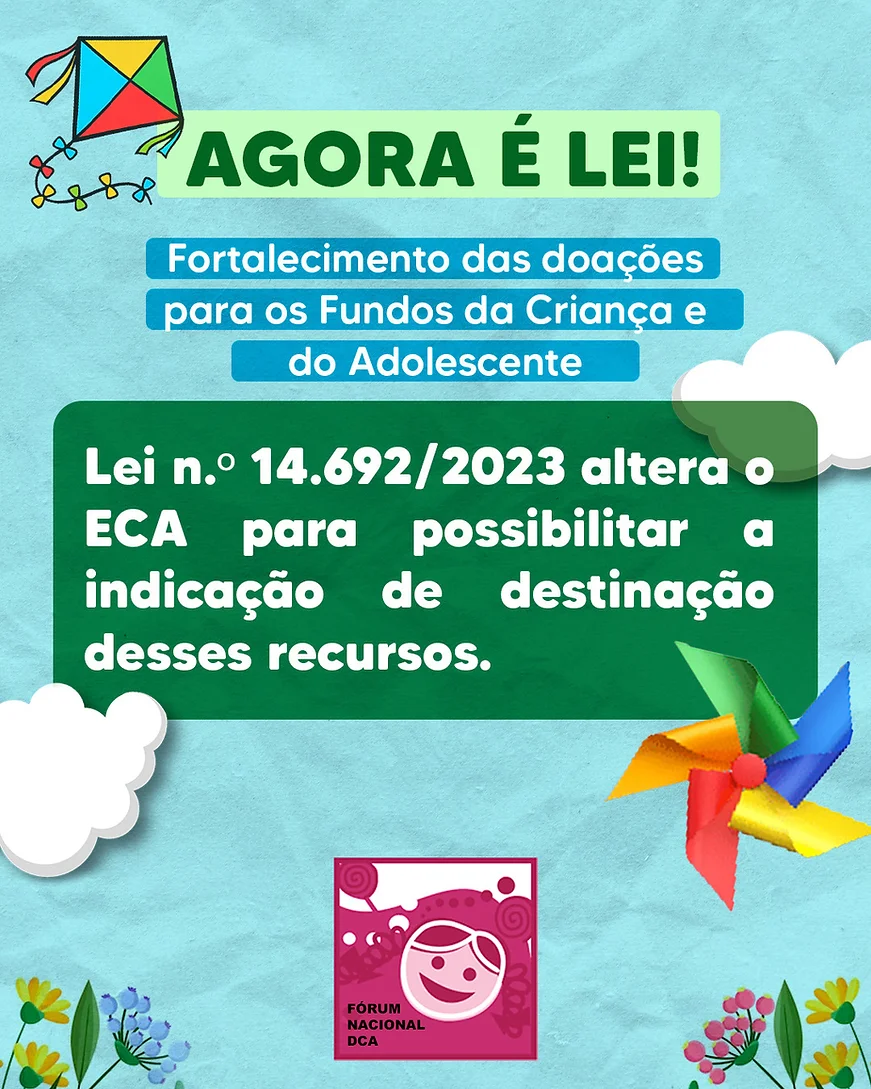 AGORA É LEI!
Fortalecimento das doações
para os Fundos da Criança e
do Adolescente
Lei n.º 14.692/2023 altera o
ECA para possibilitar a
indicação de destinação
desses recursos.
FÓRUM
NACIONAL
DCA